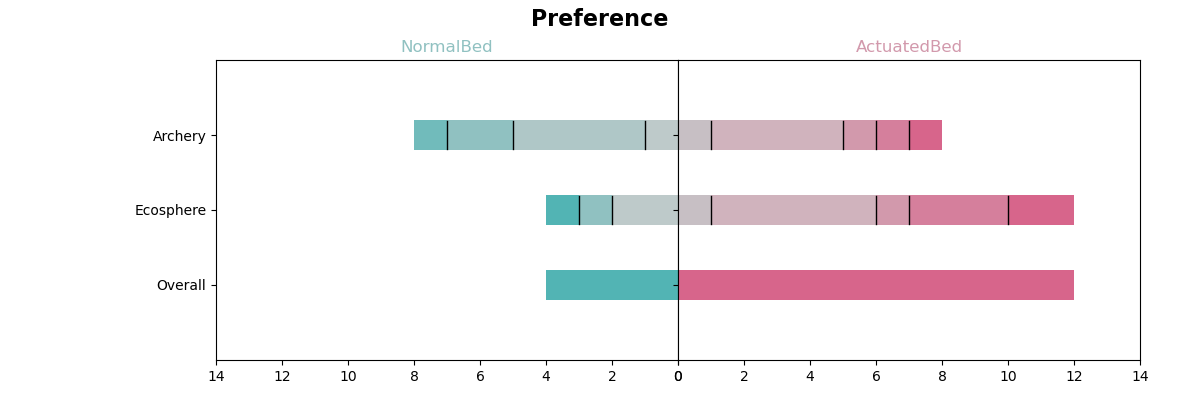 Preference
NormalBed ActuatedBed
Archery
Ecosphere
Overall
14 12 10 8 6 4 2 0 0 2 4 6 8 10 12 14